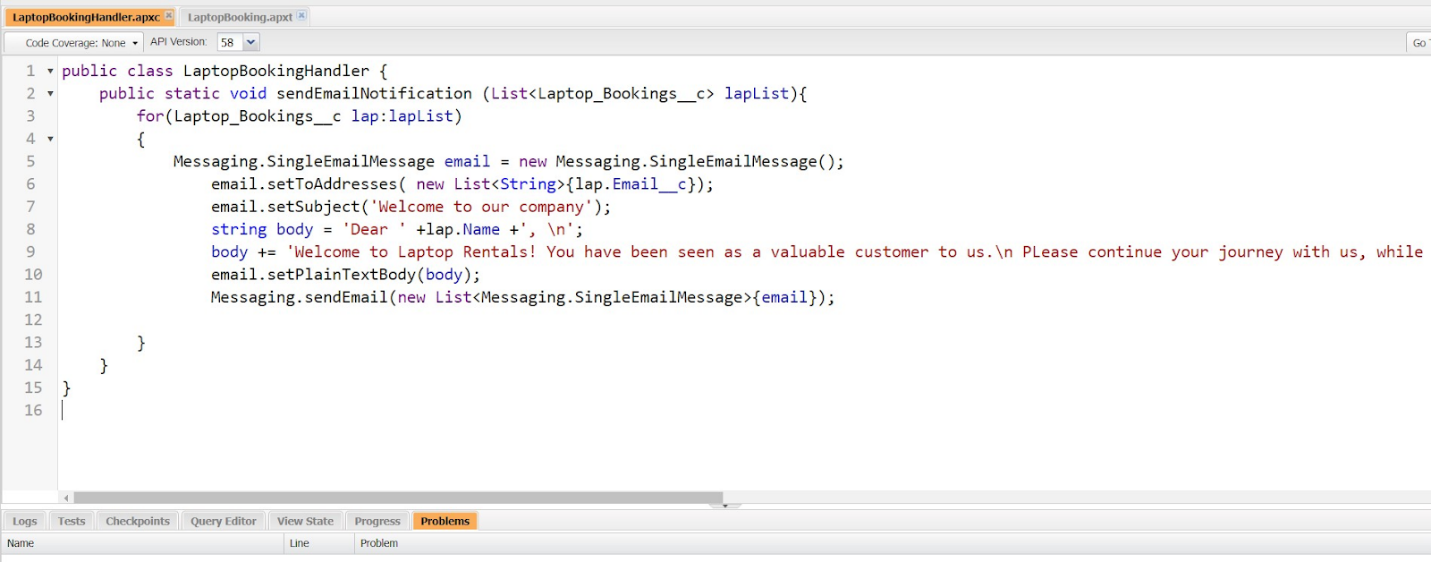 LaptopBookingHandler.apxc LaptopBooking.apxt
Code Coverage: None API Version: 58 Go
1 public class LaptopBookingHandler {
2 public static void sendEmailNotification (List<Laptop_Bookings__c> lapList){
3 for(Laptop_Bookings__c lap:lapList)
4 {
5 Messaging.SingleEmailMessage email = new Messaging.SingleEmailMessage();
6 email.setToAddresses( new List<String>{lap.Email__c});
7 email.setSubject('Welcome to our company');
8 string body = 'Dear ' +lap.Name +', \n';
9 body += 'Welcome to Laptop Rentals! You have been seen as a valuable customer to us.\n PLease continue your journey with us, while
10 email.setPlainTextBody(body);
11 Messaging.sendEmail(new List<Messaging.SingleEmailMessage>{email});
12
13 }
14 }
15 }
16
Logs Tests Checkpoints Query Editor View State Progress Problems
Name Line Problem